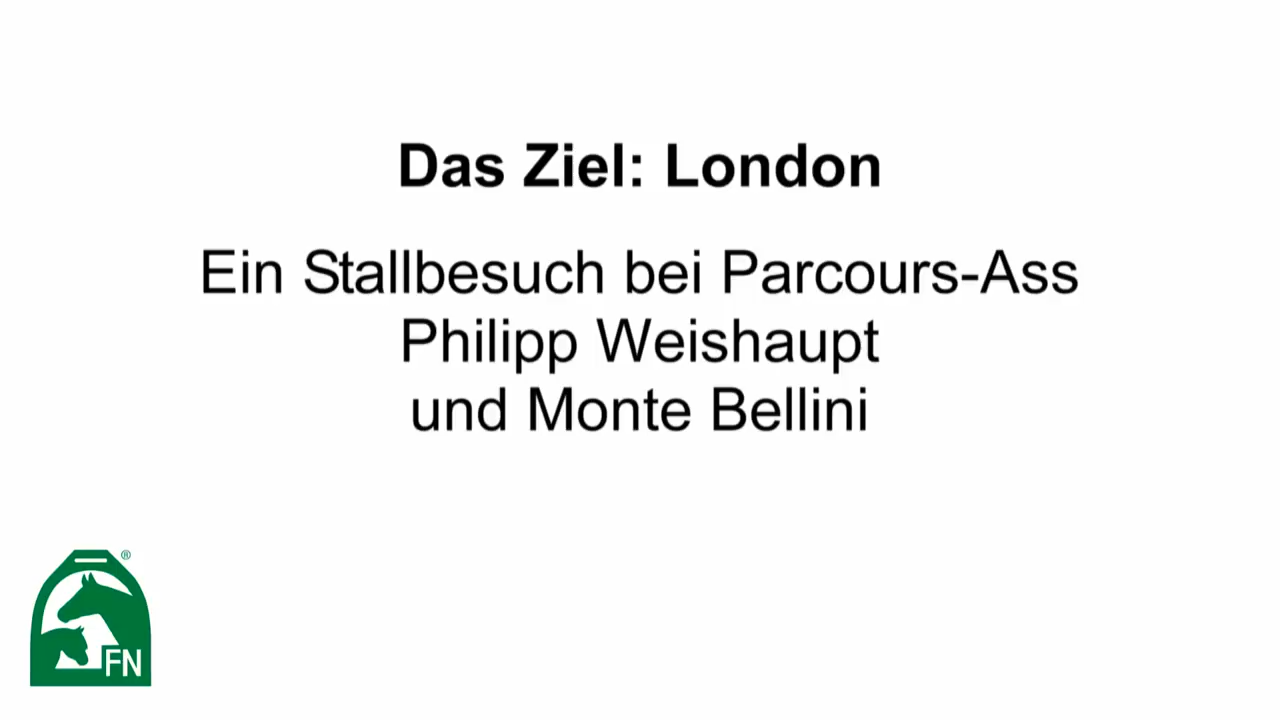 Das Ziel: London
Ein Stallbesuch bei Parcours-Ass
Philipp Weishaupt
und Monte Bellini
®
FN